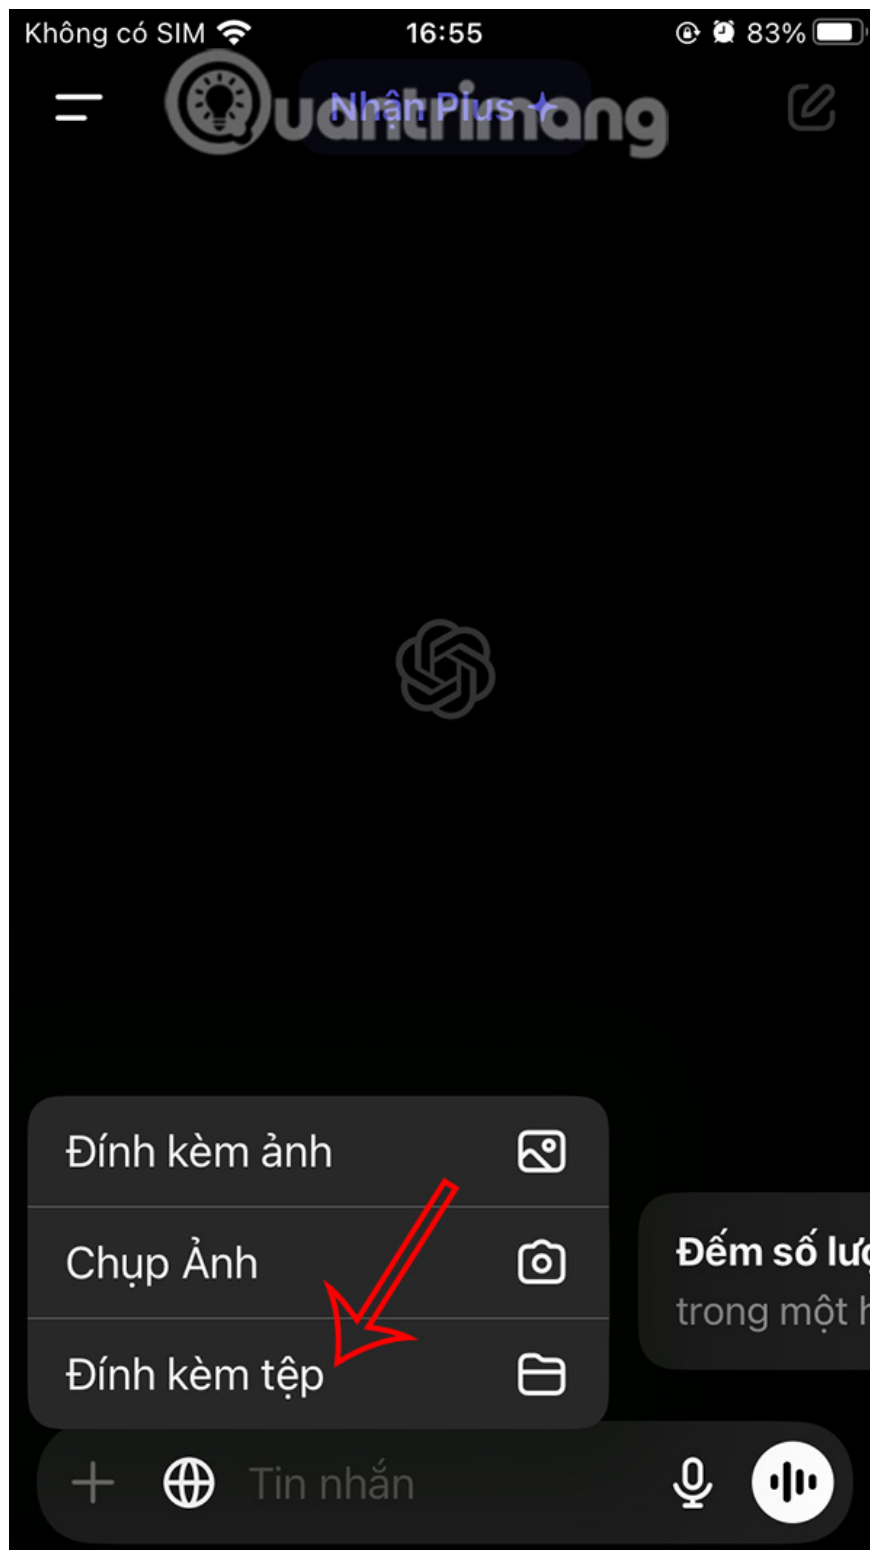 Không có SIM 16:55 83%
Quantrimang
Nhận Plus
Đính kèm ảnh
Chụp Ảnh
Đếm số lượ
trong một h
Đính kèm tệp
Tin nhắn